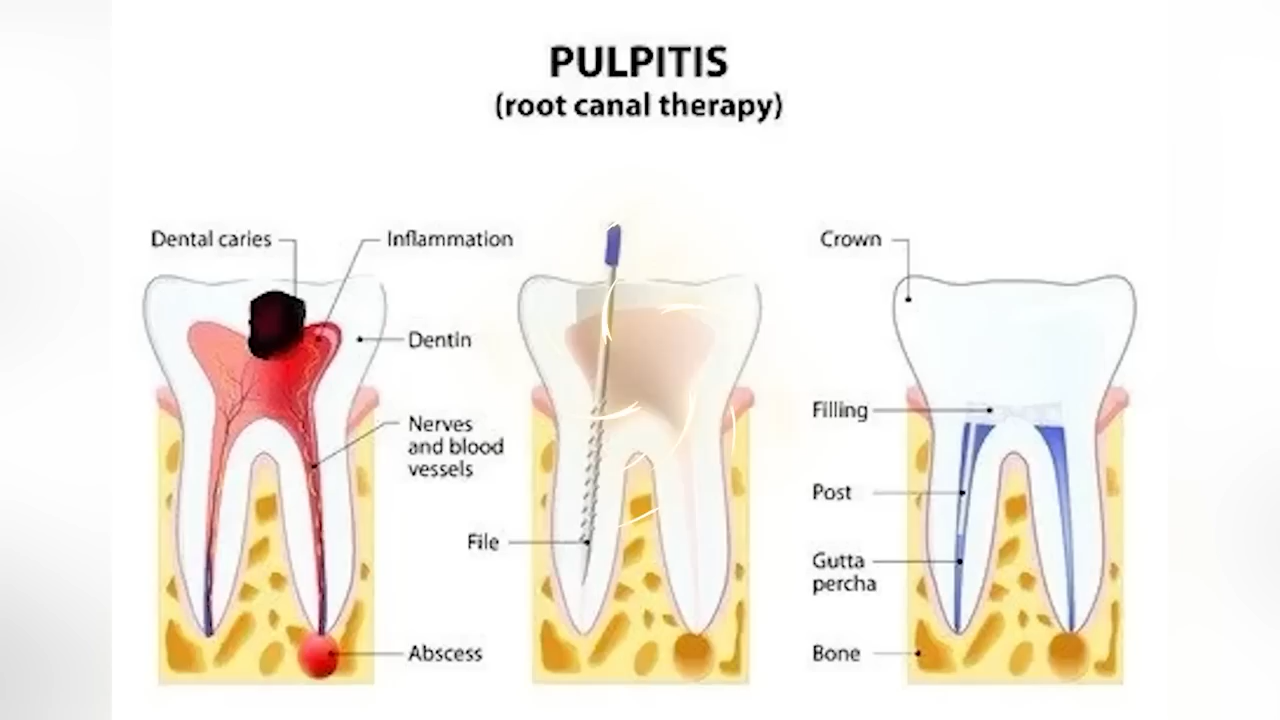 PULPITIS
(root canal therapy)
Dental caries
Inflammation
Dentin
Nerves
and blood
vessels
Abscess
File
Crown
Filling
Post
Gutta
percha
Bone